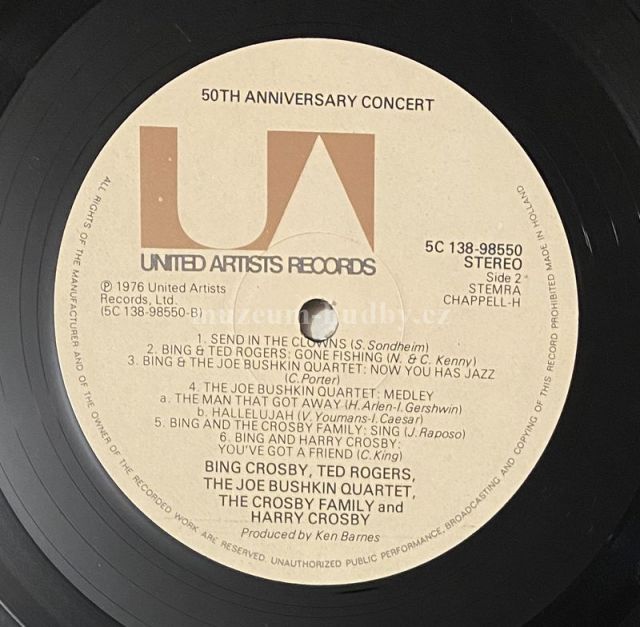 50TH ANNIVERSARY CONCERT
UA
UNITED ARTISTS RECORDS
℗ 1976 United Artists
Records, Ltd.
(5C 138-98550-B)
5C 138-98550
STEREO
Side 2
STEMRA
CHAPPELL-H
muzeum-hudby.cz
1. SEND IN THE CLOWNS (S. Sondheim)
2. BING & TED ROGERS: GONE FISHING (N. & C. Kenny)
3. BING & THE JOE BUSHKIN QUARTET: NOW YOU HAS JAZZ
(C. Porter)
4. THE JOE BUSHKIN QUARTET: MEDLEY
a. THE MAN THAT GOT AWAY (H. Arlen-I. Gershwin)
b. HALLELUJAH (V. Youmans-I. Caesar)
5. BING AND THE CROSBY FAMILY: SING (J. Raposo)
6. BING AND HARRY CROSBY:
YOU'VE GOT A FRIEND (C. King)
BING CROSBY, TED ROGERS,
THE JOE BUSHKIN QUARTET,
THE CROSBY FAMILY and
HARRY CROSBY
Produced by Ken Barnes
ALL RIGHTS OF THE MANUFACTURER AND OF THE OWNER OF THE RECORDED WORK ARE RESERVED. UNAUTHORIZED PUBLIC PERFORMANCE, BROADCASTING AND COPYING OF THIS RECORD PROHIBITED MADE IN HOLLAND